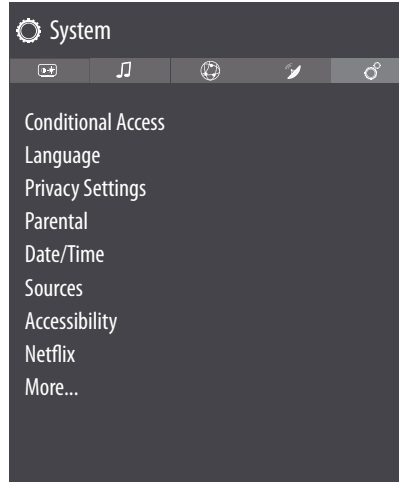 System
Conditional Access
Language
Privacy Settings
Parental
Date/Time
Sources
Accessibility
Netflix
More...